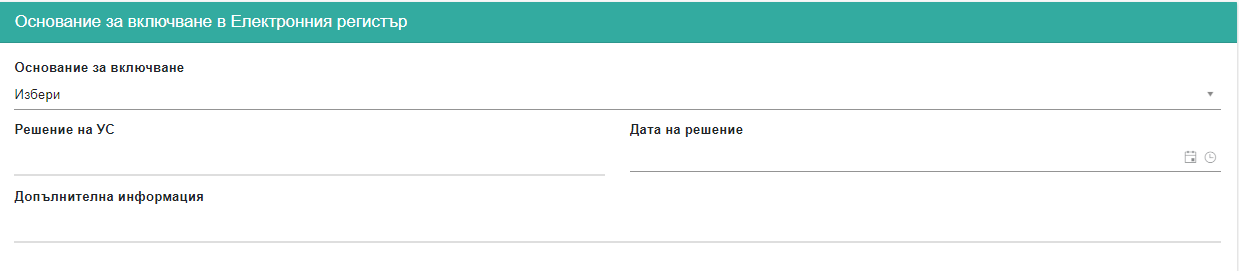 Основание за включване в Електронния регистър
Основание за включване
Избери
Решение на УС
Дата на решение
Допълнителна информация